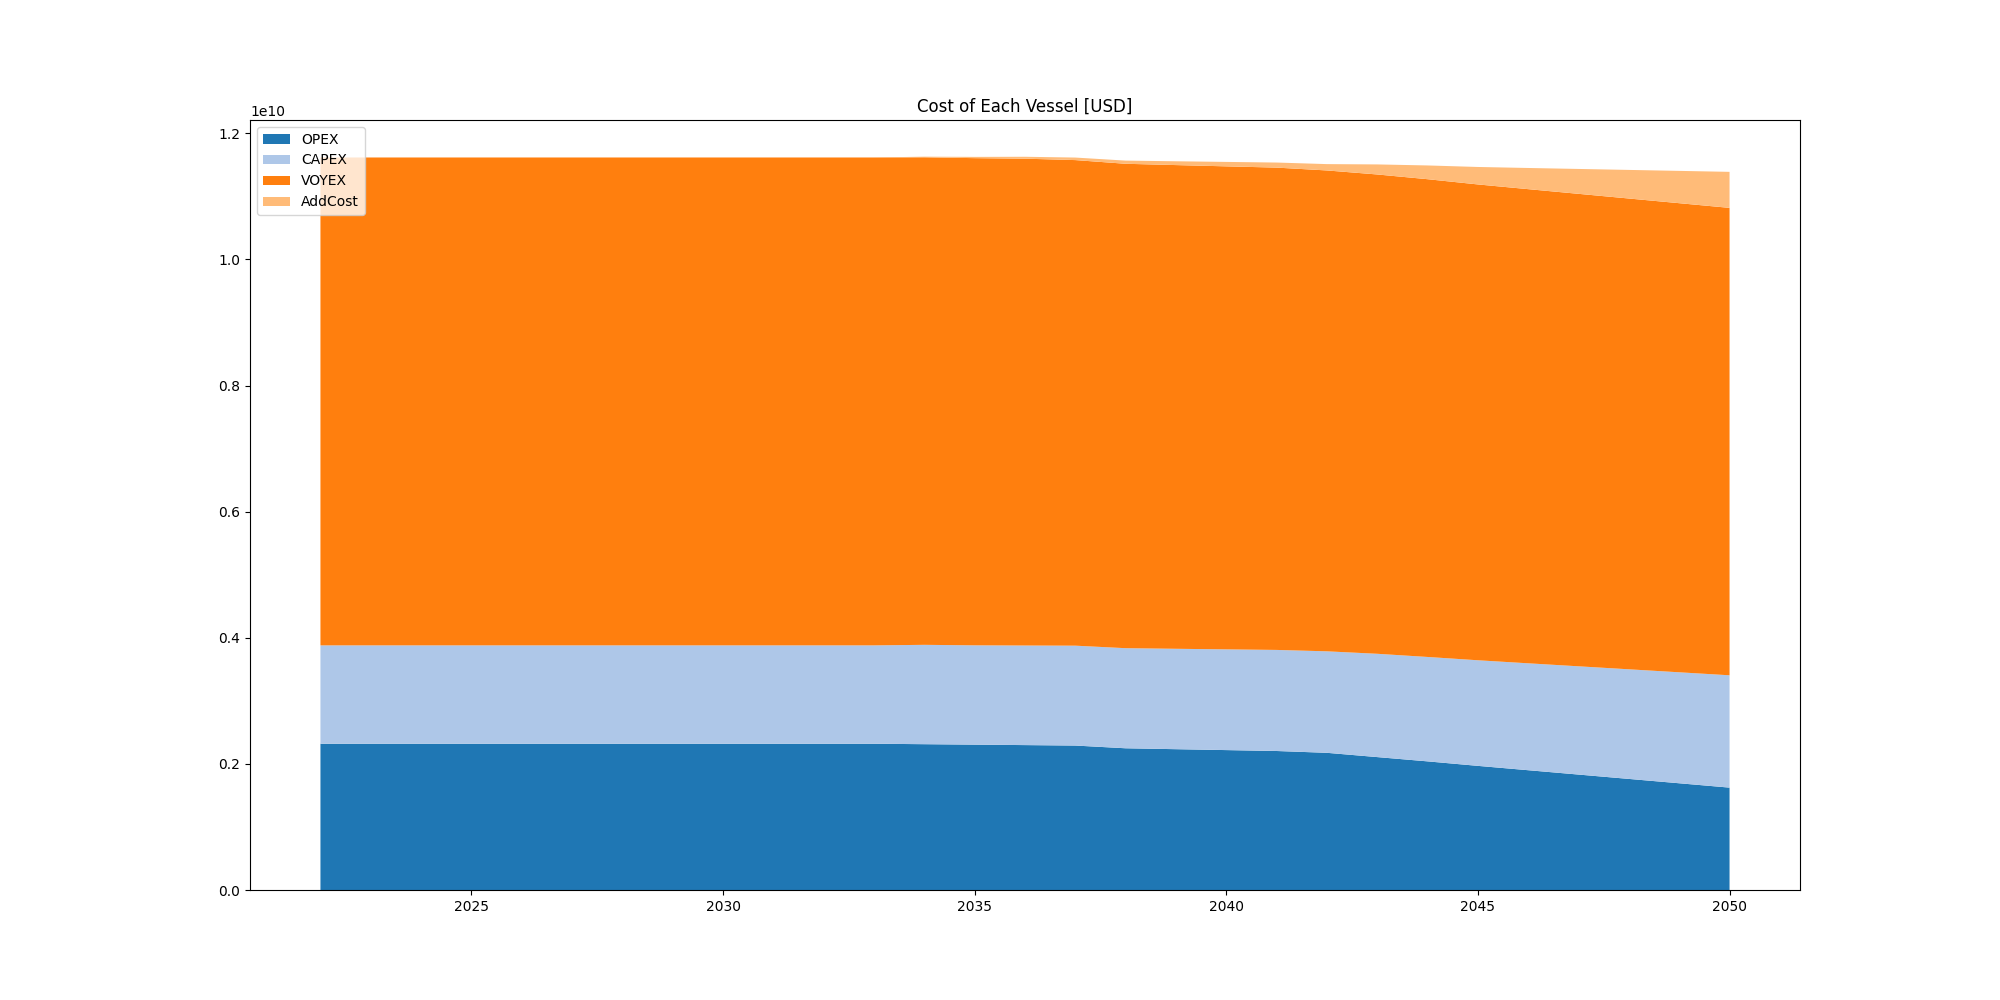 Cost of Each Vessel [USD]
1e10
1.2
1.0
0.8
0.6
0.4
0.2
0.0
OPEX
CAPEX
VOYEX
AddCost
2025 2030 2035 2040 2045 2050